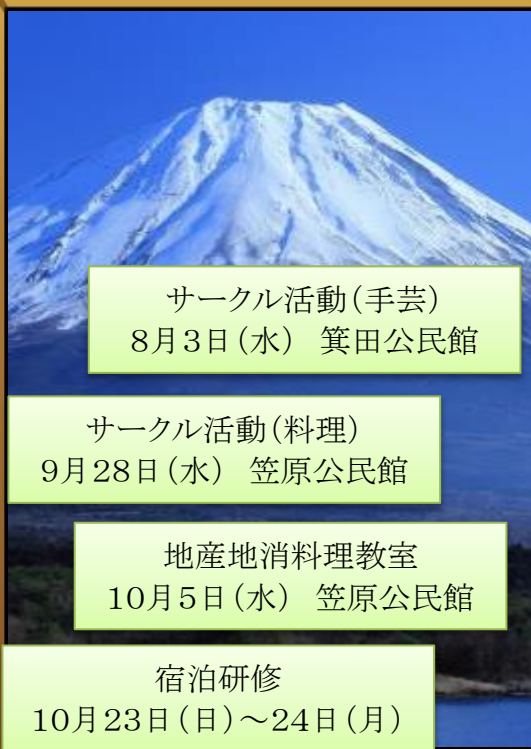 サークル活動(手芸)
8月3日(水) 箕田公民館
サークル活動(料理)
9月28日(水) 笠原公民館
地産地消料理教室
10月5日(水) 笠原公民館
宿泊研修
10月23日(日)～24日(月)